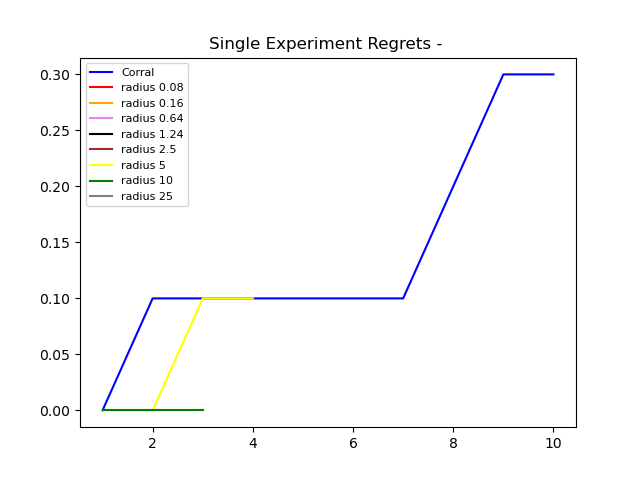 Single Experiment Regrets -
0.30
0.25
0.20
0.15
0.10
0.05
0.00
Corral
radius 0.08
radius 0.16
radius 0.64
radius 1.24
radius 2.5
radius 5
radius 10
radius 25
2 4 6 8 10